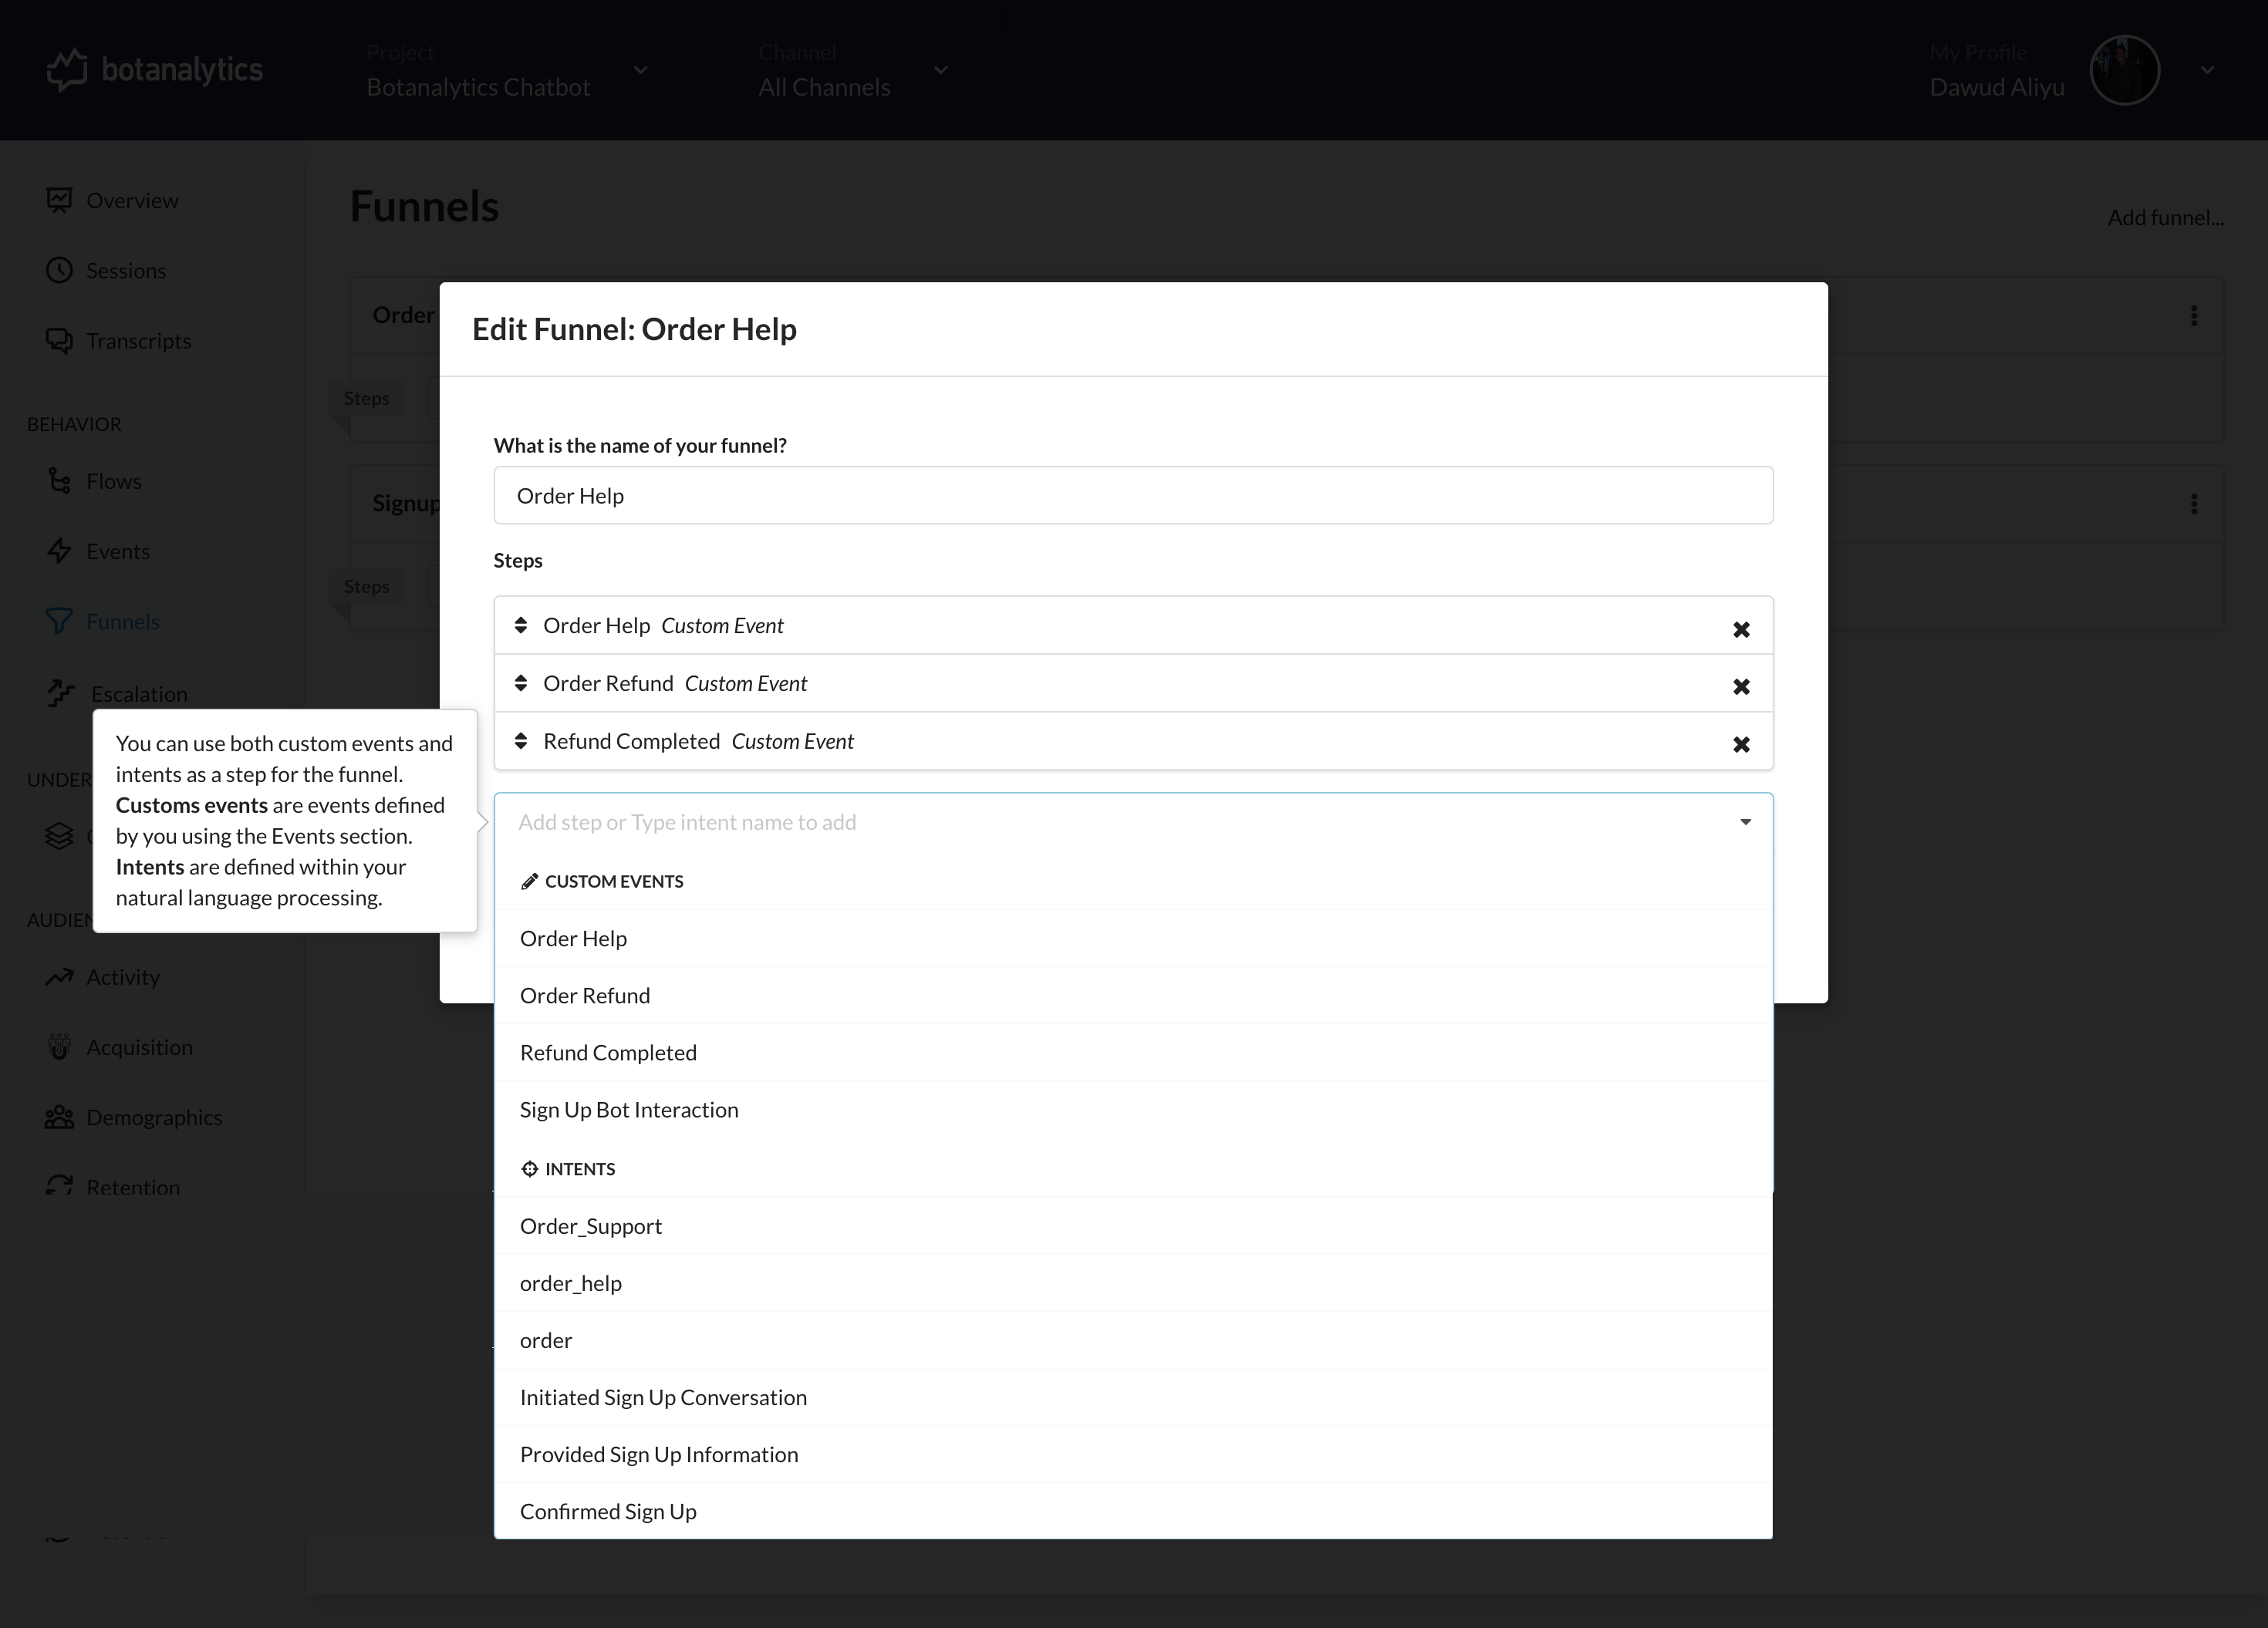 botanalytics
Project
Botanalytics Chatbot
Channel
All Channels
My Profile
Dawud Aliyu
Overview
Sessions
Transcripts
BEHAVIOR
Flows
Events
Funnels
Escalation
Activity
Acquisition
Demographics
Retention
Funnels
Add funnel...
Order
Steps
Signup
Steps
Edit Funnel: Order Help
What is the name of your funnel?
Order Help
Steps
Order Help Custom Event
Order Refund Custom Event
Refund Completed Custom Event
You can use both custom events and
intents as a step for the funnel.
Customs events are events defined
by you using the Events section.
Intents are defined within your
natural language processing.
Add step or Type intent name to add
CUSTOM EVENTS
Order Help
Order Refund
Refund Completed
Sign Up Bot Interaction
INTENTS
Order_Support
order_help
order
Initiated Sign Up Conversation
Provided Sign Up Information
Confirmed Sign Up